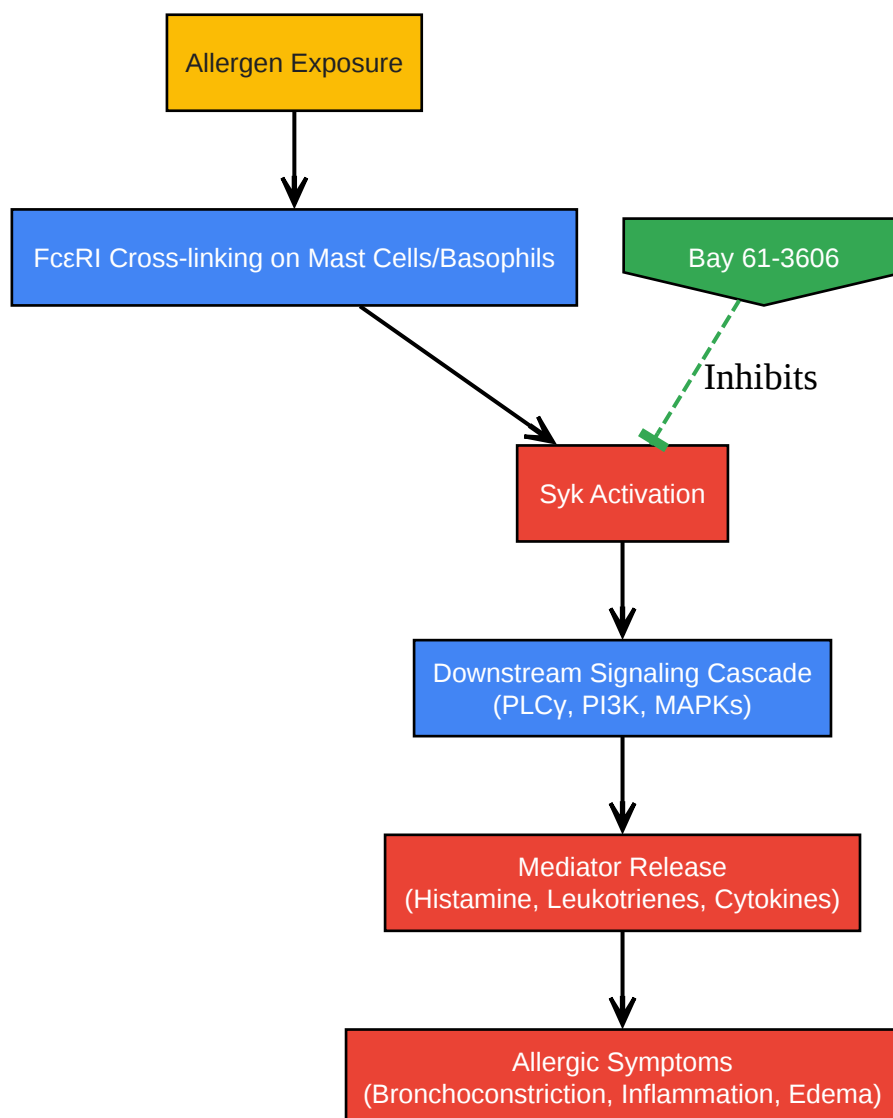 Allergen Exposure
FcεRI Cross-linking on Mast Cells/Basophils
Bay 61-3606
Inhibits
Syk Activation
Downstream Signaling Cascade
(PLCγ, PI3K, MAPKs)
Mediator Release
(Histamine, Leukotrienes, Cytokines)
Allergic Symptoms
(Bronchoconstriction, Inflammation, Edema)